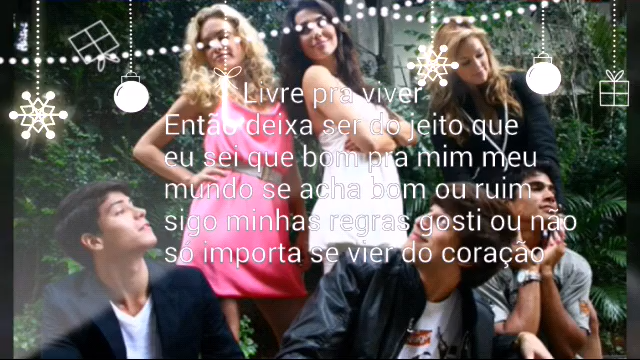 Livre pra viver
Então deixa ser do jeito que
eu sei que bom pra mim meu
mundo se acha bom ou ruim
sigo minhas regras gosti ou não
só importa se vier do coração